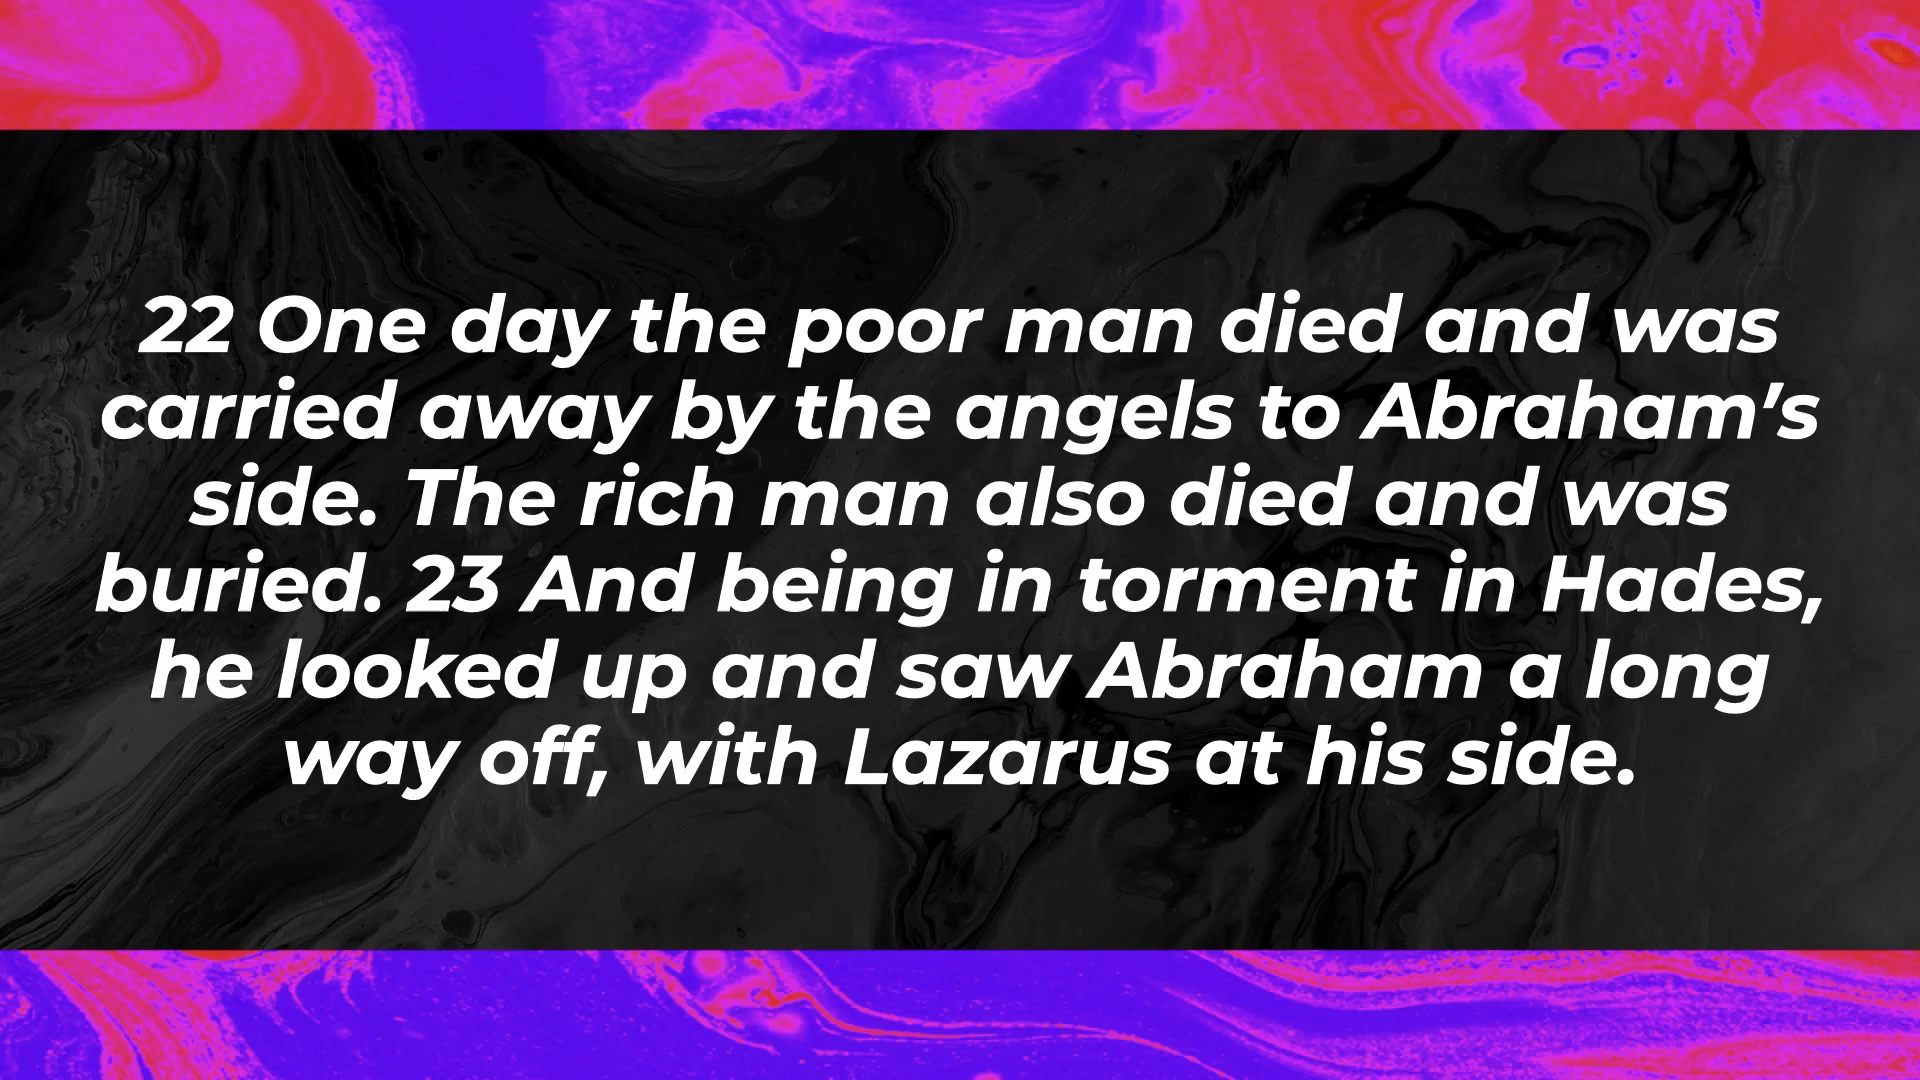 22 One day the poor man died and was
carried away by the angels to Abraham’s
side. The rich man also died and was
buried. 23 And being in torment in Hades,
he looked up and saw Abraham a long
way off, with Lazarus at his side.